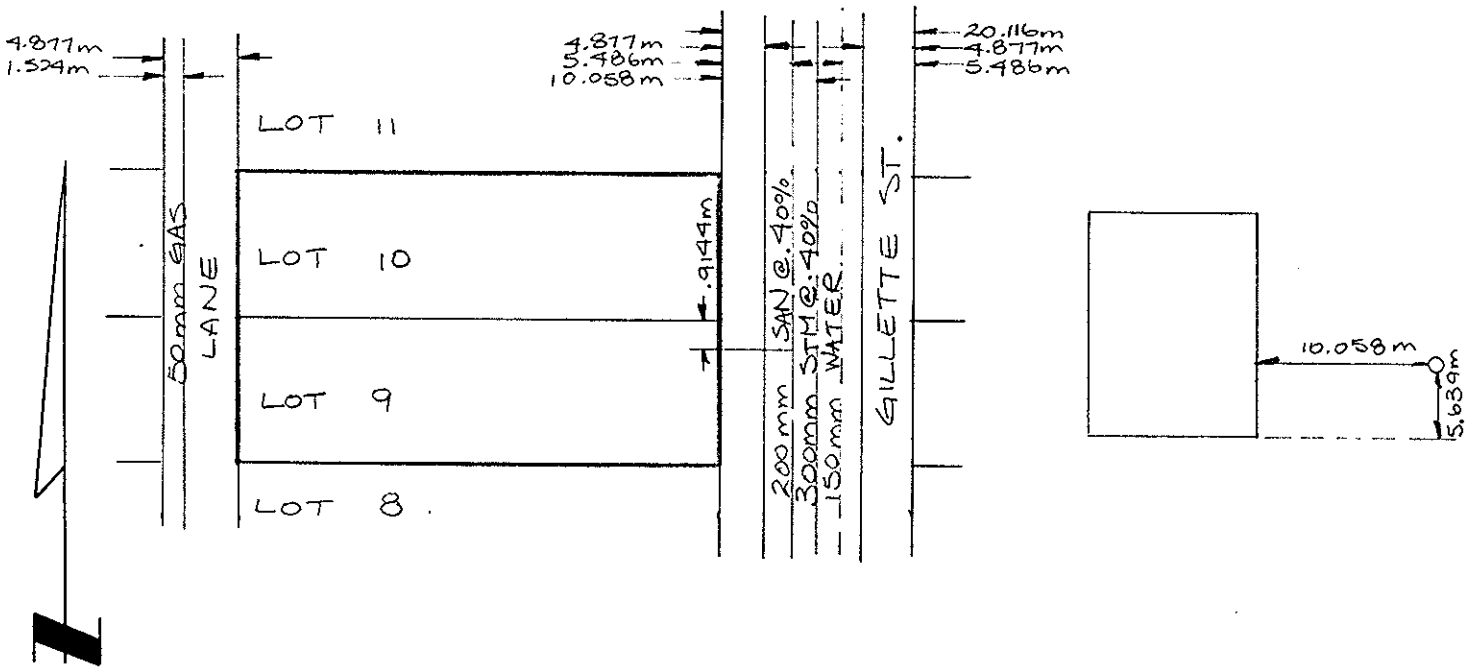 4.877m
1.524m
4.877m
5.486m
10.058m
20.116m
4.877m
5.486m
LOT 11
50mm GAS
LANE
LOT 10
.9144m
200mm SAN @.40%
300mm STM @.40%
150mm WATER
GILLETTE ST.
LOT 9
LOT 8
10.058m
5.639m